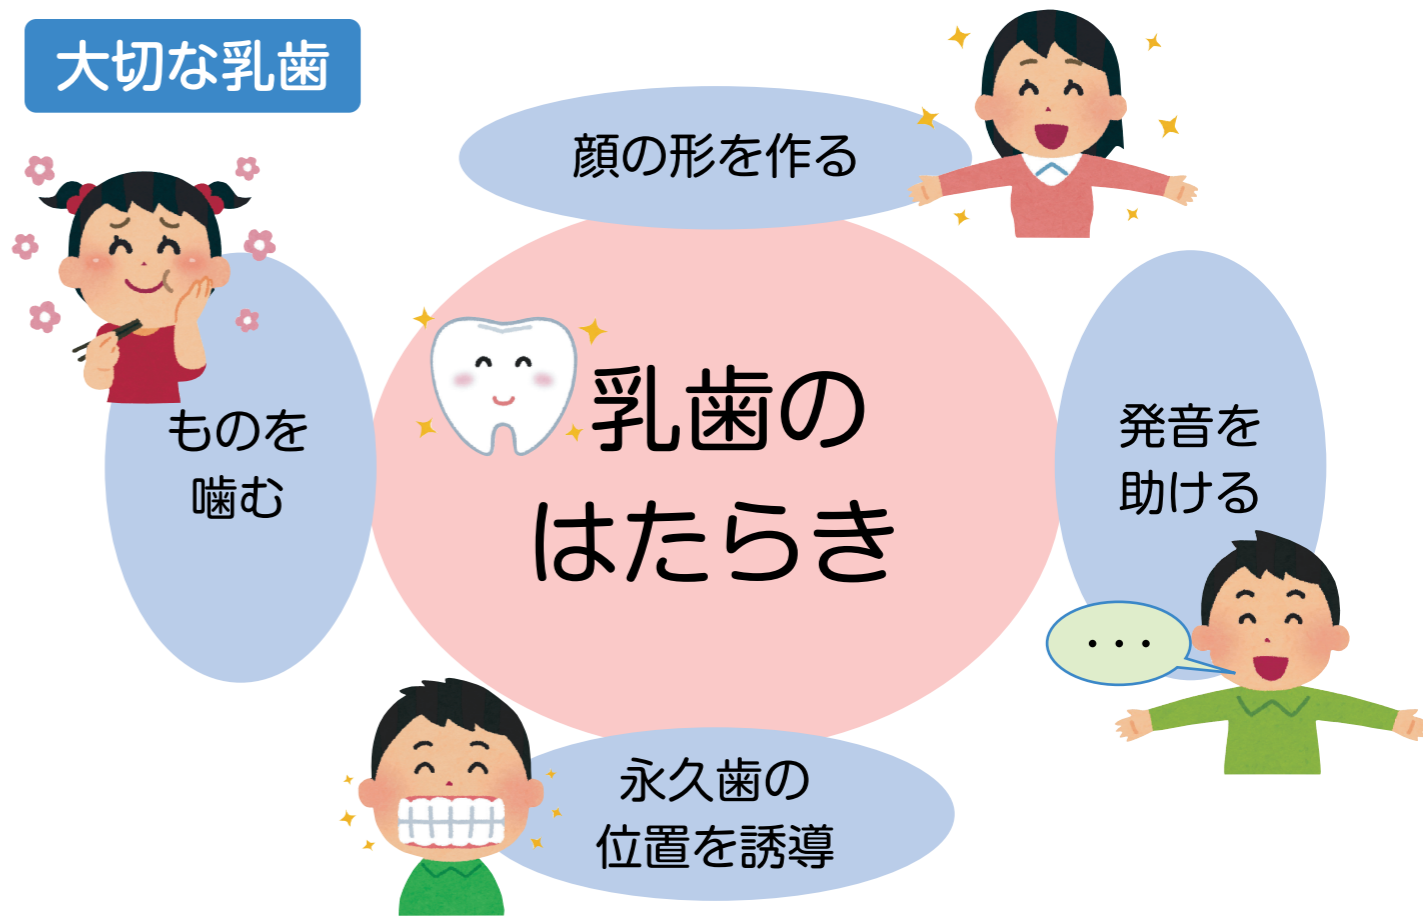 大切な乳歯
顔の形を作る
乳歯の
はたらき
ものを
噛む
発音を
助ける
・・・
永久歯の
位置を誘導